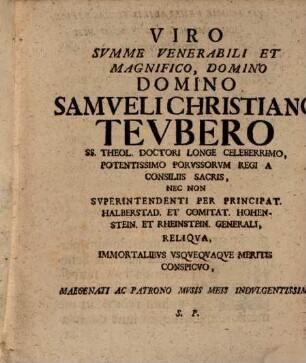 VIRO
SVMME VENERABILI ET
MAGNIFICO, DOMINO
DOMINO
SAMVELI CHRISTIANO
TEVBERO
SS. THEOL. DOCTORI LONGE CELEBERRIMO,
POTENTISSIMO PORVSSORVM REGI A
CONSILIIS SACRIS,
NEC NON
SVPERINTENDENTI PER PRINCIPAT.
HALBERSTAD. ET COMITAT. HOHEN-
STEIN. ET RHEINSTEIN. GENERALI,
RELIQVA,
IMMORTALIBVS VSQVEQVAQVE MERITIS
CONSPICVO,
MAECENATI AC PATRONO MVSIS MEIS INDVLGENTISSIM
S. P.